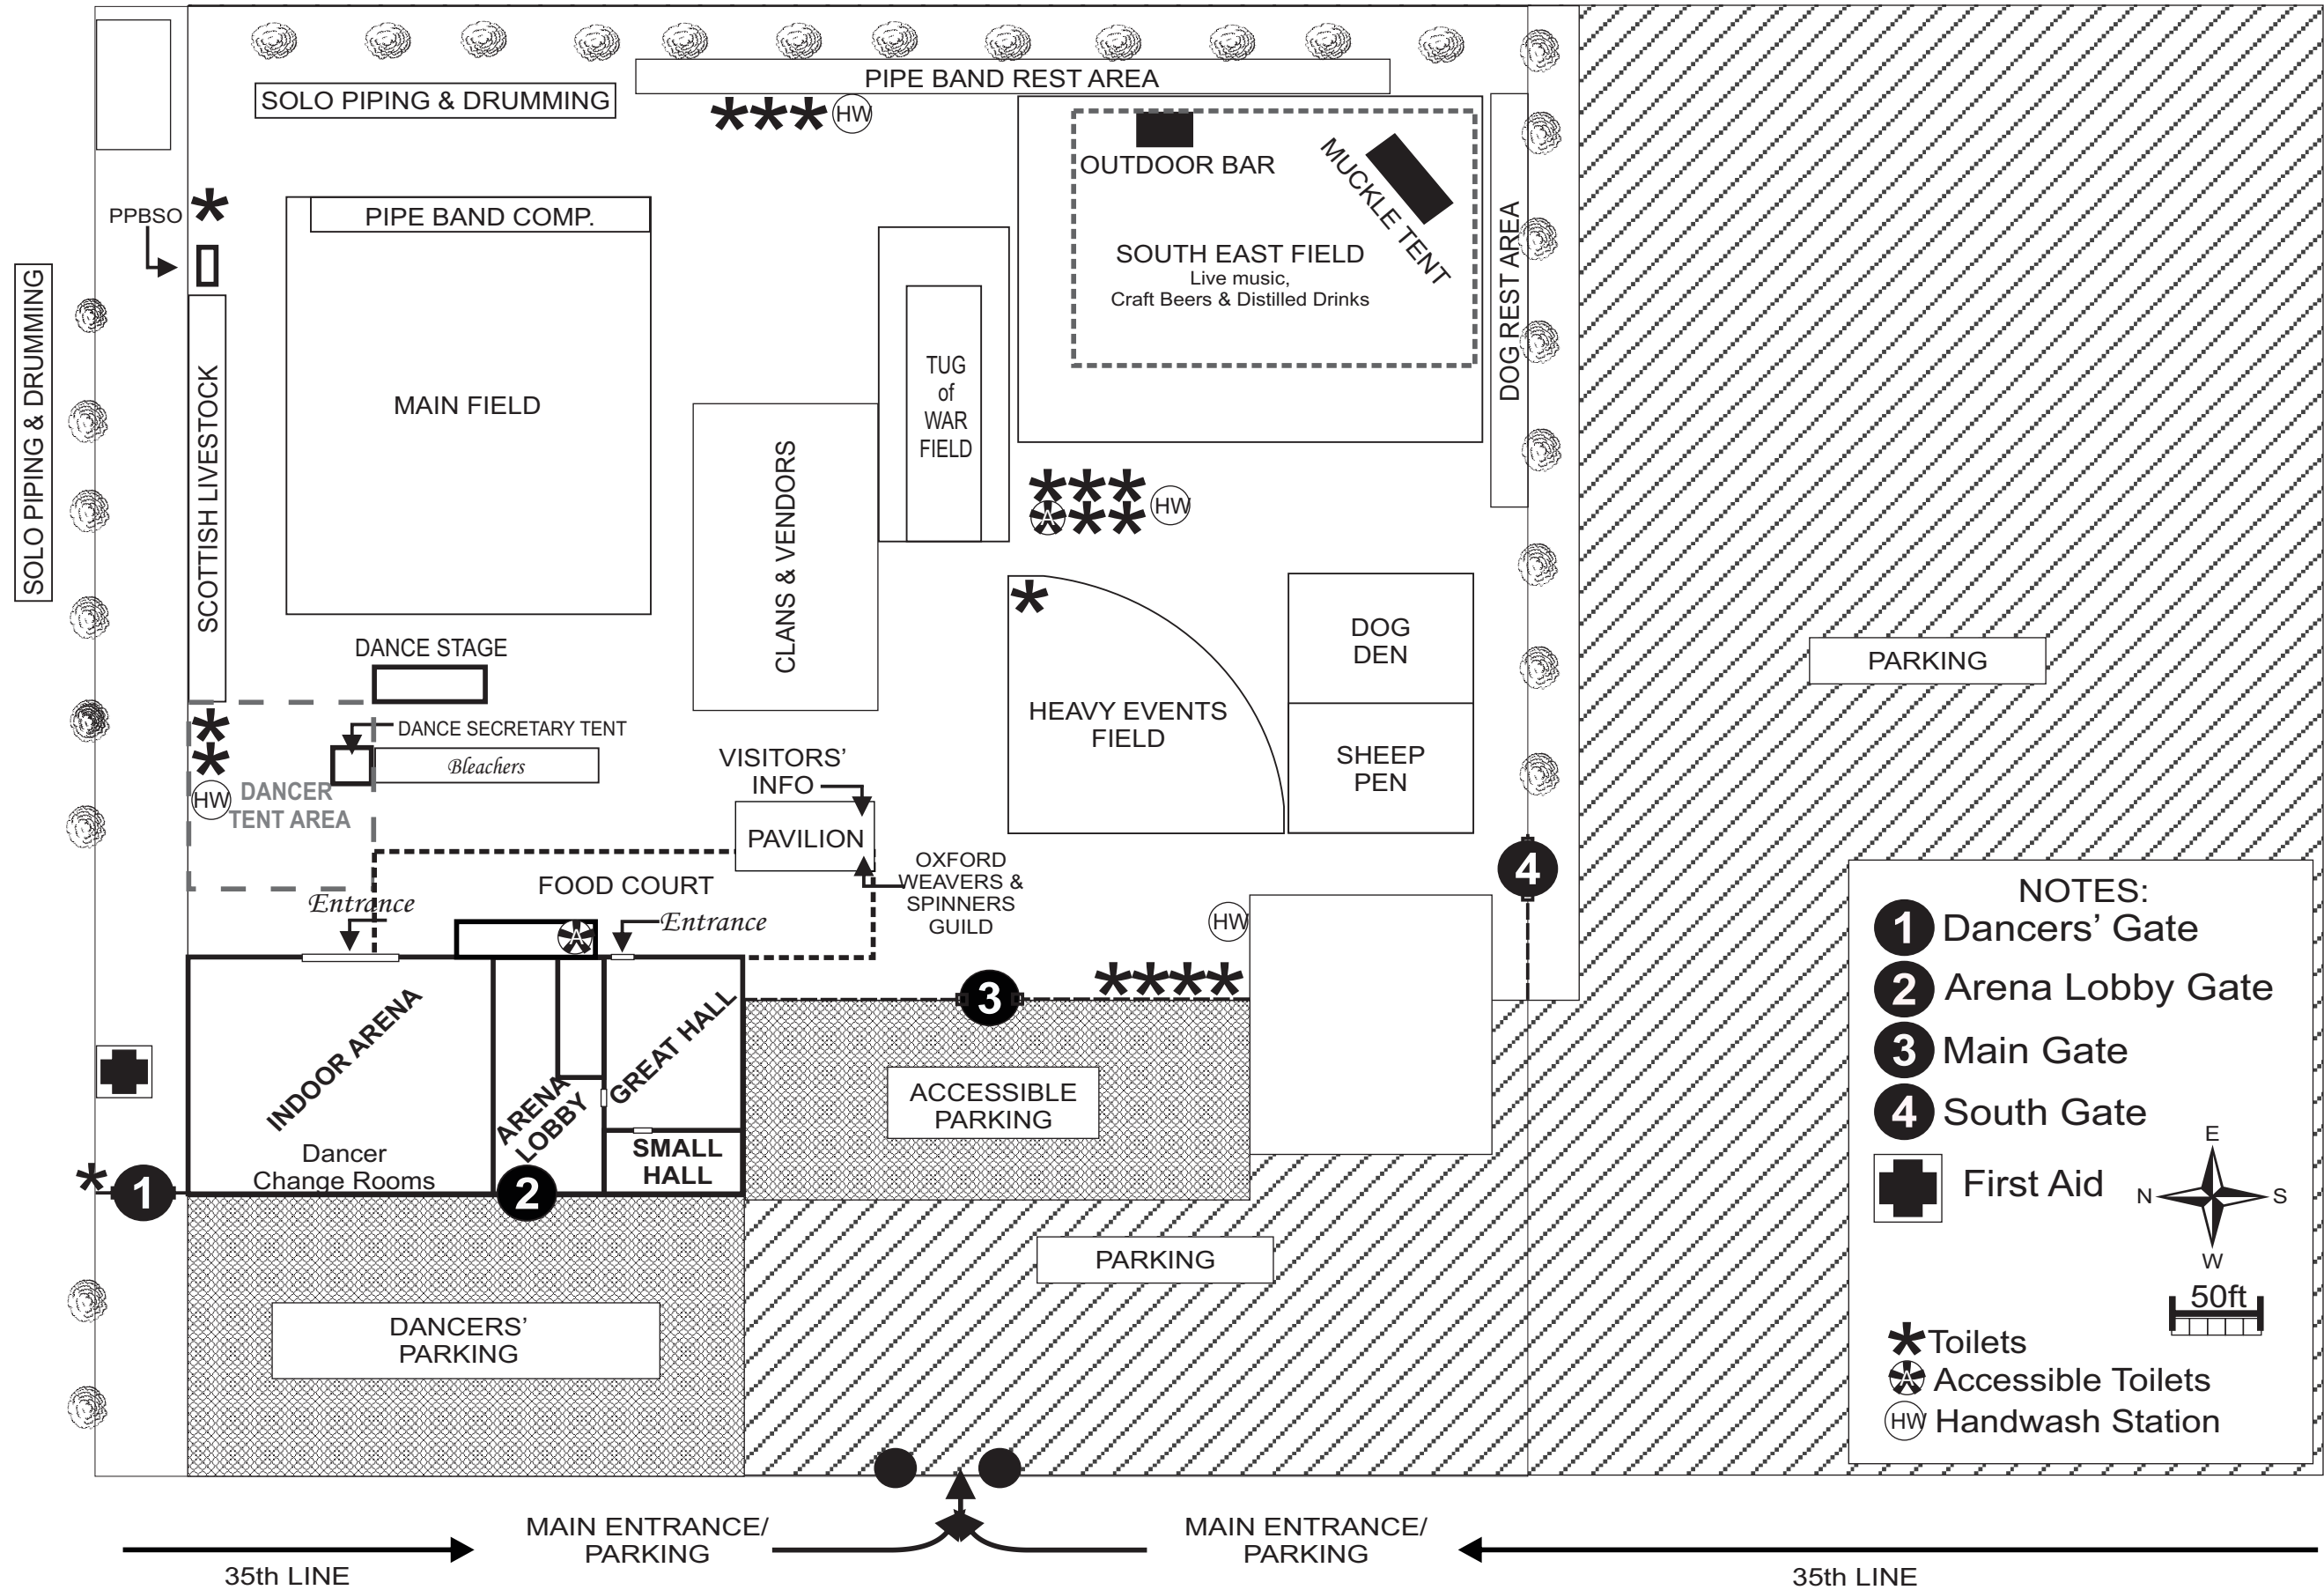 PIPE BAND REST AREA
SOLO PIPING & DRUMMING
HW
OUTDOOR BAR
MUCKLE TENT
PPBSO
PIPE BAND COMP.
SOUTH EAST FIELD
Live music,
Craft Beers & Distilled Drinks
DOG REST AREA
SOLO PIPING & DRUMMING
SCOTTISH LIVESTOCK
MAIN FIELD
TUG
of
WAR
FIELD
CLANS & VENDORS
HW
A
DANCE STAGE
DOG
DEN
PARKING
HEAVY EVENTS
FIELD
DANCE SECRETARY TENT
Bleachers
SHEEP
PEN
VISITORS'
INFO
HW
DANCER
TENT AREA
PAVILION
OXFORD
WEAVERS &
SPINNERS
GUILD
FOOD COURT
4
Entrance
Entrance
A
HW
3
INDOOR ARENA
ARENA
LOBBY
GREAT HALL
SMALL
HALL
Dancer
Change Rooms
ACCESSIBLE
PARKING
1
2
PARKING
DANCERS'
PARKING
NOTES:
1 Dancers' Gate
2 Arena Lobby Gate
3 Main Gate
4 South Gate
First Aid
E
N
S
W
50ft
Toilets
A Accessible Toilets
HW Handwash Station
MAIN ENTRANCE/
PARKING
MAIN ENTRANCE/
PARKING
35th LINE
35th LINE